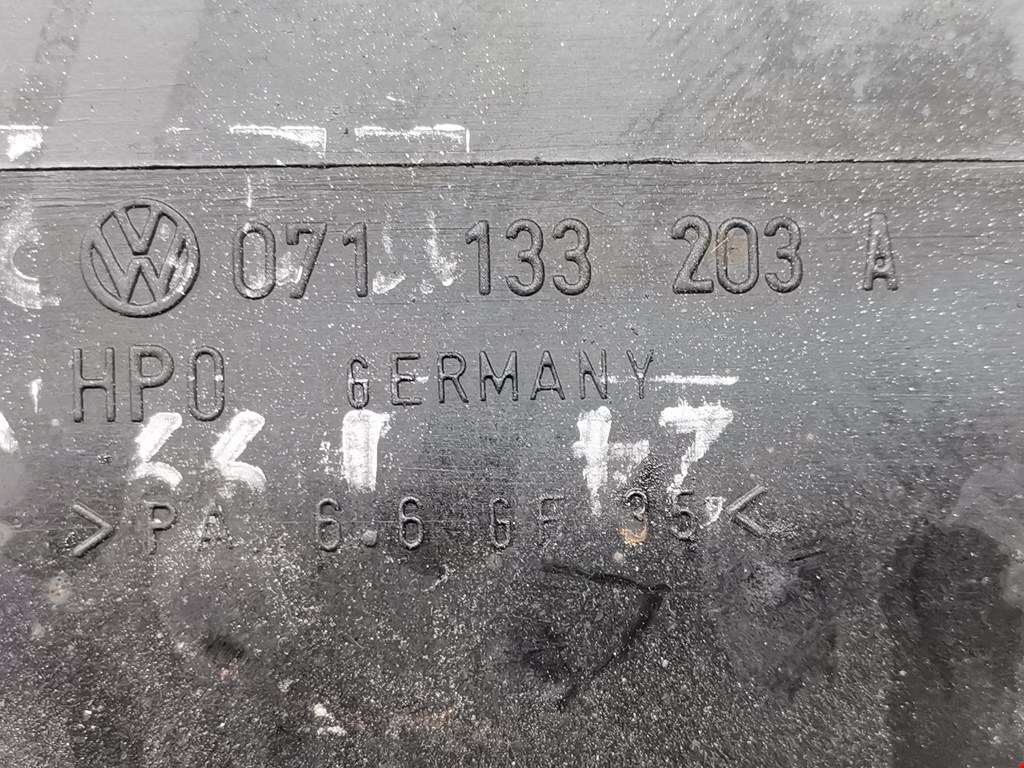 VW 071 133 203 A
HPO GERMANY
>PA 6.6 GF 35<